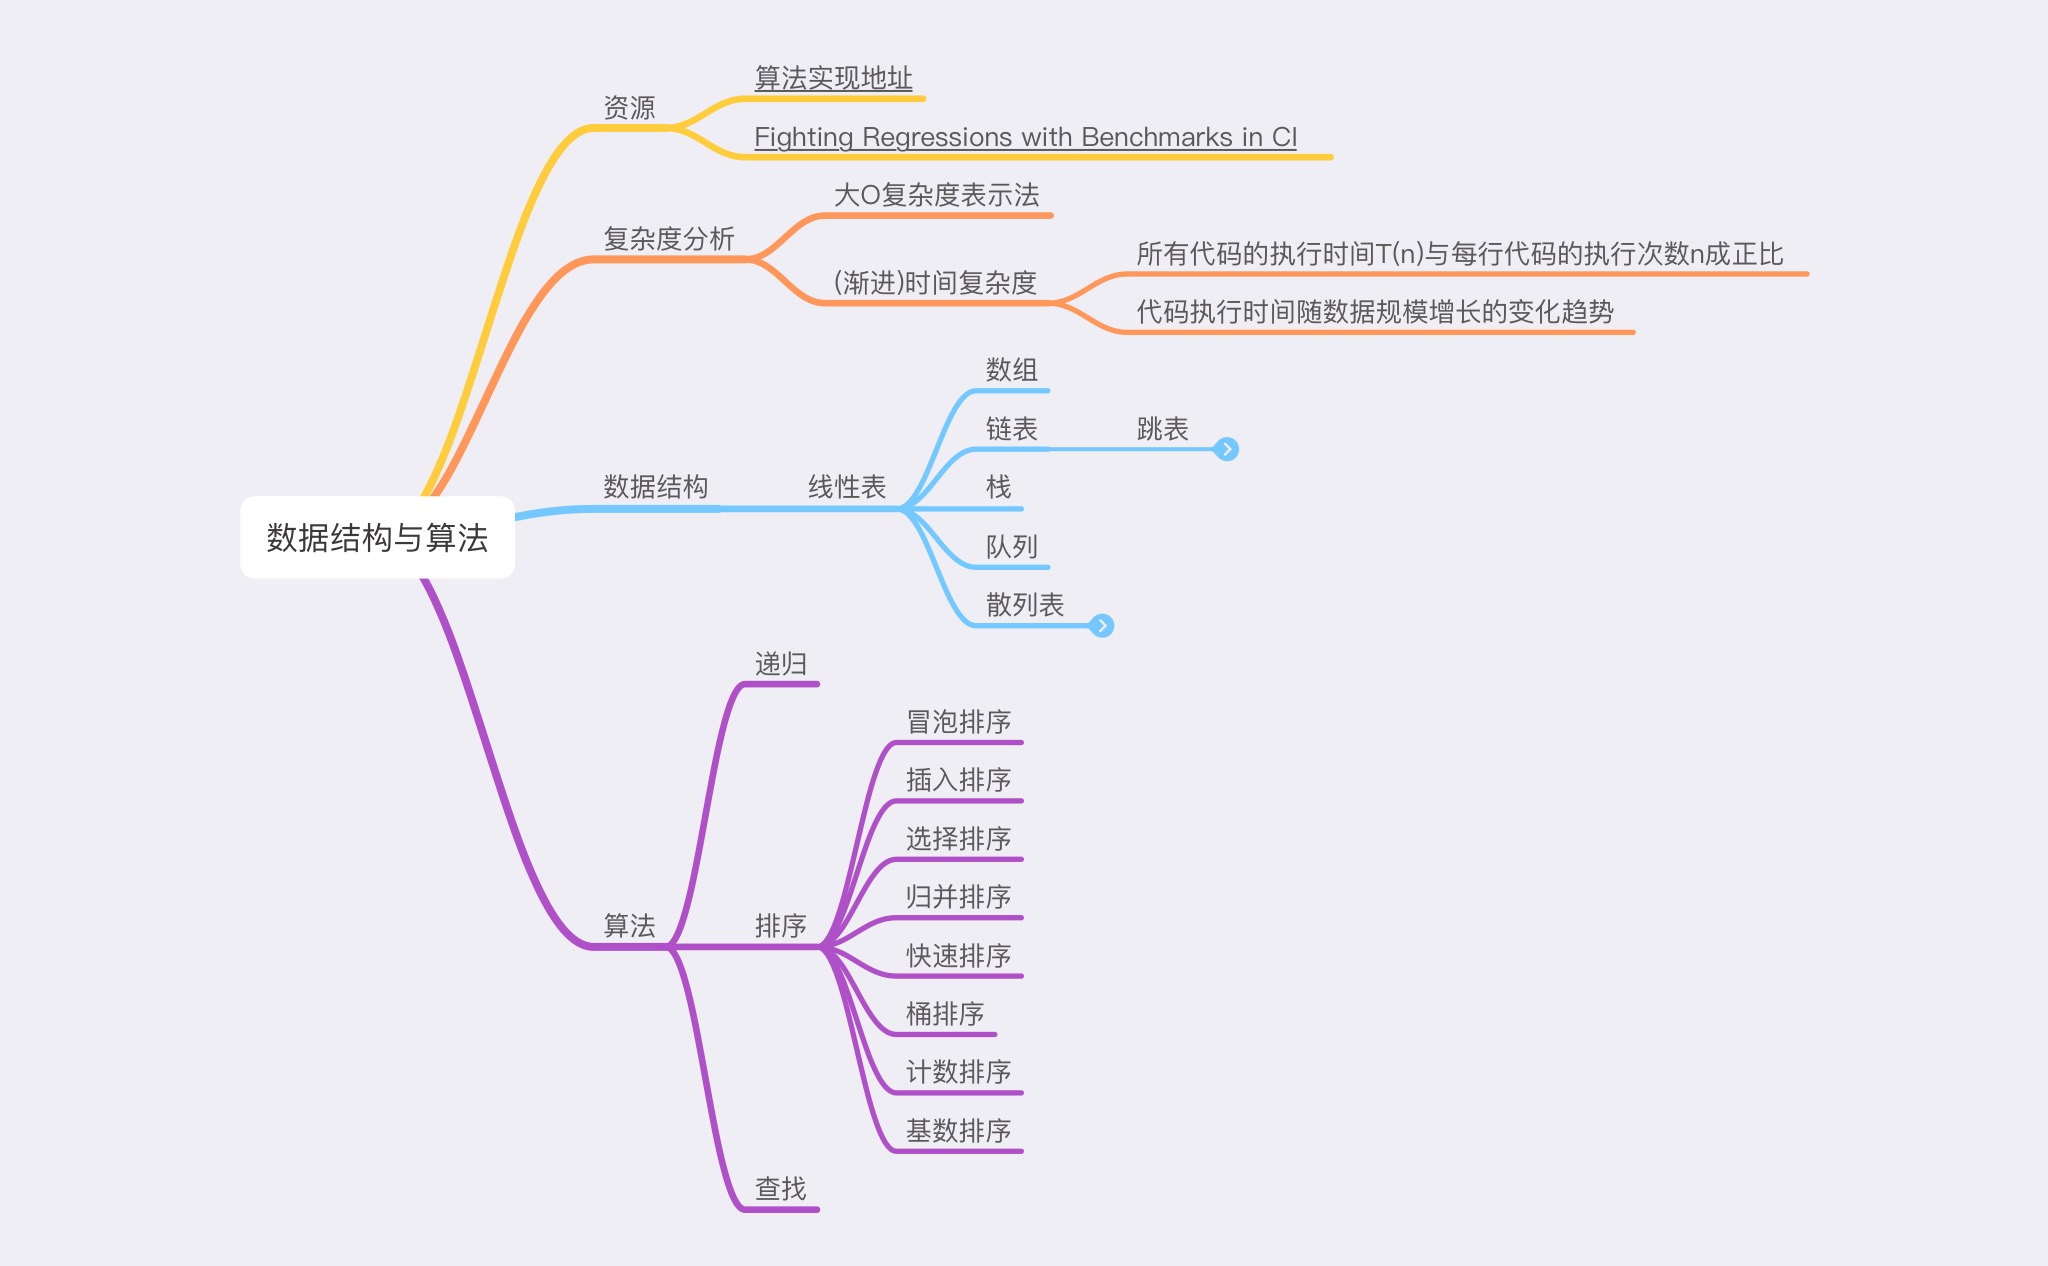 算法实现地址
资源
Fighting Regressions with Benchmarks in CI
大O复杂度表示法
复杂度分析
所有代码的执行时间T(n)与每行代码的执行次数n成正比
(渐进)时间复杂度
代码执行时间随数据规模增长的变化趋势
数组
链表
跳表
数据结构
线性表
栈
数据结构与算法
队列
散列表
递归
冒泡排序
插入排序
选择排序
归并排序
算法
排序
快速排序
桶排序
计数排序
基数排序
查找